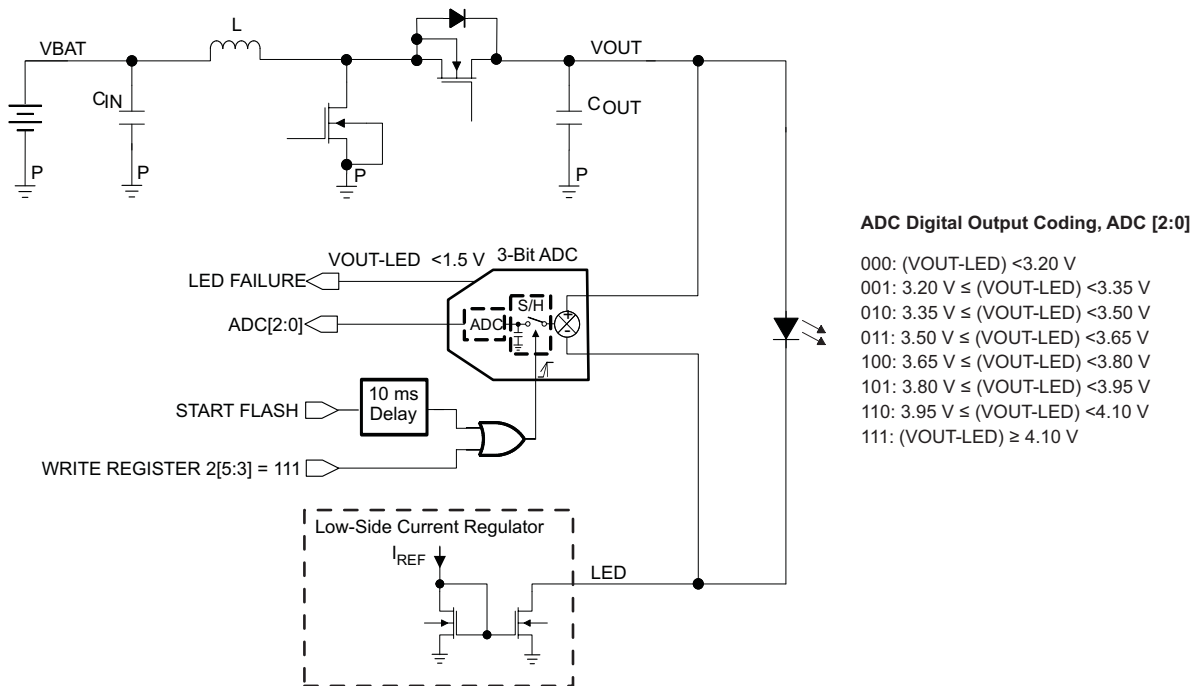 L
VBAT
VOUT
CIN
COUT
P
P
P
P
ADC Digital Output Coding, ADC [2:0]
000: (VOUT-LED) <3.20 V
001: 3.20 V ≤ (VOUT-LED) <3.35 V
010: 3.35 V ≤ (VOUT-LED) <3.50 V
011: 3.50 V ≤ (VOUT-LED) <3.65 V
100: 3.65 V ≤ (VOUT-LED) <3.80 V
101: 3.80 V ≤ (VOUT-LED) <3.95 V
110: 3.95 V ≤ (VOUT-LED) <4.10 V
111: (VOUT-LED) ≥ 4.10 V
VOUT-LED <1.5 V
3-Bit ADC
LED FAILURE
S/H
ADC
ADC[2:0]
10 ms
Delay
START FLASH
WRITE REGISTER 2[5:3] = 111
Low-Side Current Regulator
IREF
LED